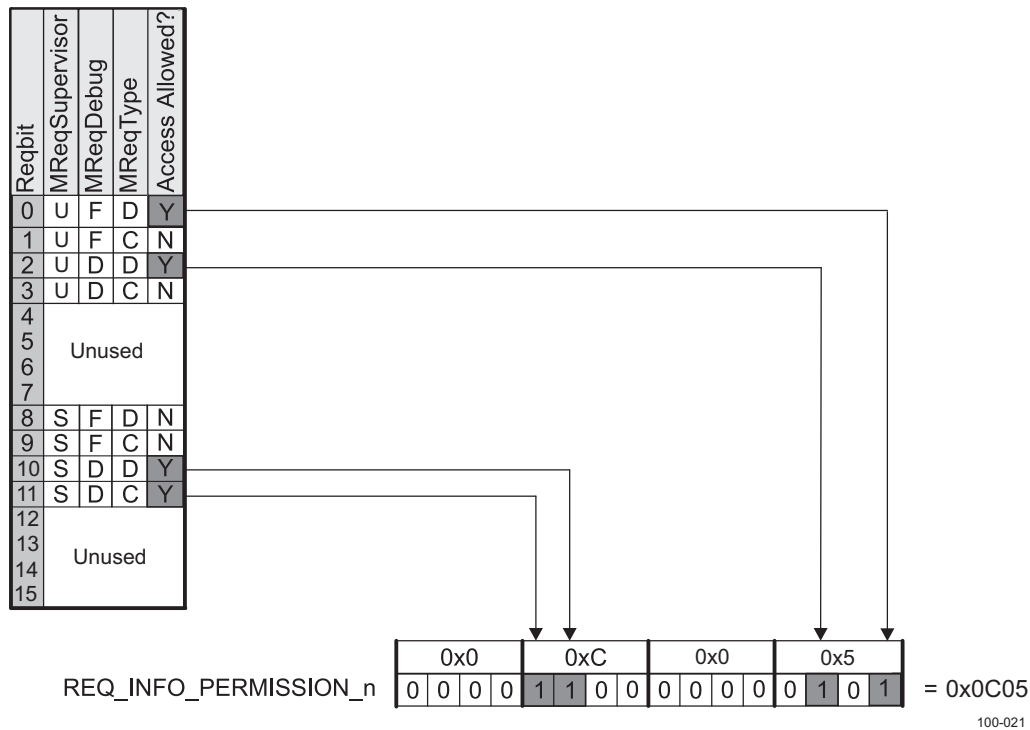 Reqbit MReqSupervisor MReqDebug MReqType Access Allowed?
0 U F D Y
1 U F C N
2 U D D Y
3 U D C N
4
5
Unused
6
7
8 S F D N
9 S F C N
10 S D D Y
11 S D C Y
12
13
Unused
14
15
0x0 0xC 0x0 0x5
REQ_INFO_PERMISSION_n 0 0 0 0 1 1 0 0 0 0 0 0 0 1 0 1 = 0x0C05
100-021